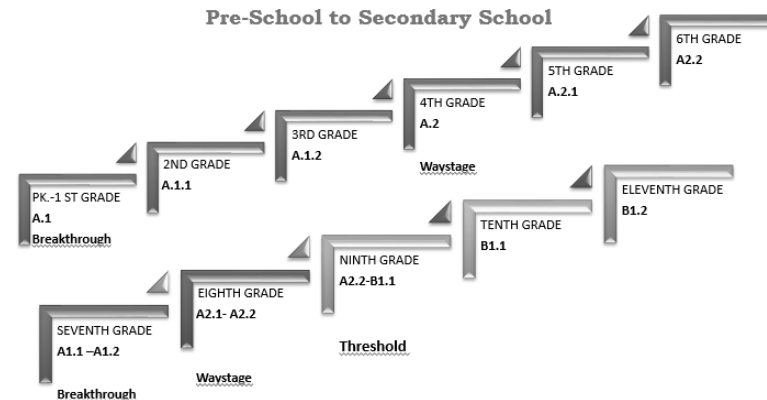 Pre-School to Secondary School
PK.-1 ST GRADE
A.1
Breakthrough
2ND GRADE
A.1.1
3RD GRADE
A.1.2
4TH GRADE
A.2
Waystage
5TH GRADE
A.2.1
6TH GRADE
A2.2
SEVENTH GRADE
A1.1 –A1.2
Breakthrough
EIGHTH GRADE
A2.1- A2.2
Waystage
NINTH GRADE
A2.2-B1.1
Threshold
TENTH GRADE
B1.1
ELEVENTH GRADE
B1.2